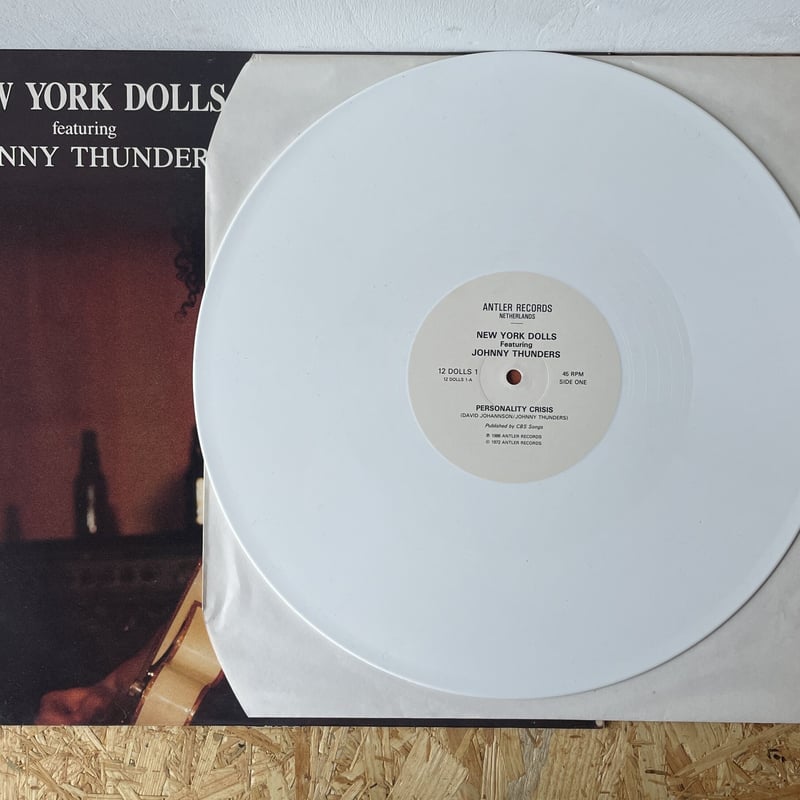 W YORK DOLLS
featuring
NNY THUNDER
ANTLER RECORDS
NETHERLANDS
NEW YORK DOLLS
Featuring
JOHNNY THUNDERS
12 DOLLS 1
12 DOLLS 1-A
45 RPM
SIDE ONE
PERSONALITY CRISIS
(DAVID JOHANNSON/JOHNNY THUNDERS)
Published by CBS Songs
℗ 1986 ANTLER RECORDS
© 1972 ANTLER RECORDS